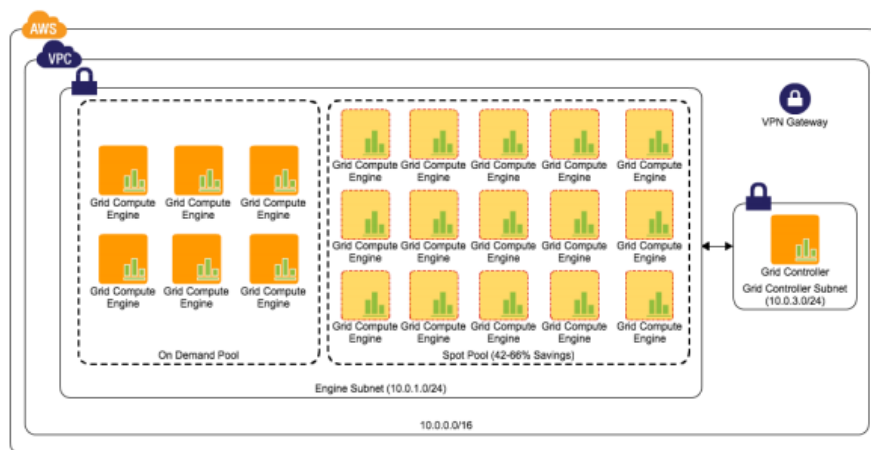 AWS
VPC
VPN Gateway
Grid Compute Engine Grid Compute Engine Grid Compute Engine
Grid Compute Engine Grid Compute Engine Grid Compute Engine
On Demand Pool
Grid Compute Engine Grid Compute Engine Grid Compute Engine Grid Compute Engine Grid Compute Engine
Grid Compute Engine Grid Compute Engine Grid Compute Engine Grid Compute Engine Grid Compute Engine
Grid Compute Engine Grid Compute Engine Grid Compute Engine Grid Compute Engine Grid Compute Engine
Spot Pool (42-66% Savings)
Grid Controller
Grid Controller Subnet
(10.0.3.0/24)
Engine Subnet (10.0.1.0/24)
10.0.0.0/16